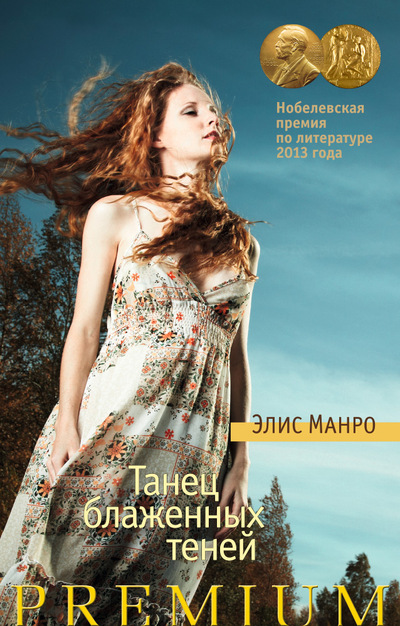 Нобелевская
премия
по литературе
2013 года
Элис Манро
Танец
блаженных
теней
PREMIUM